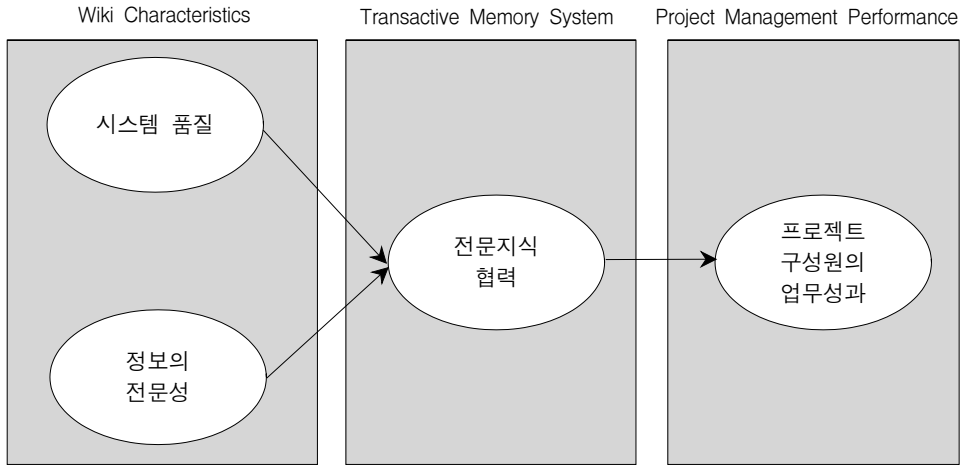 Wiki Characteristics
Transactive Memory System
Project Management Performance
시스템 품질
정보의
전문성
전문지식
협력
프로젝트
구성원의
업무성과